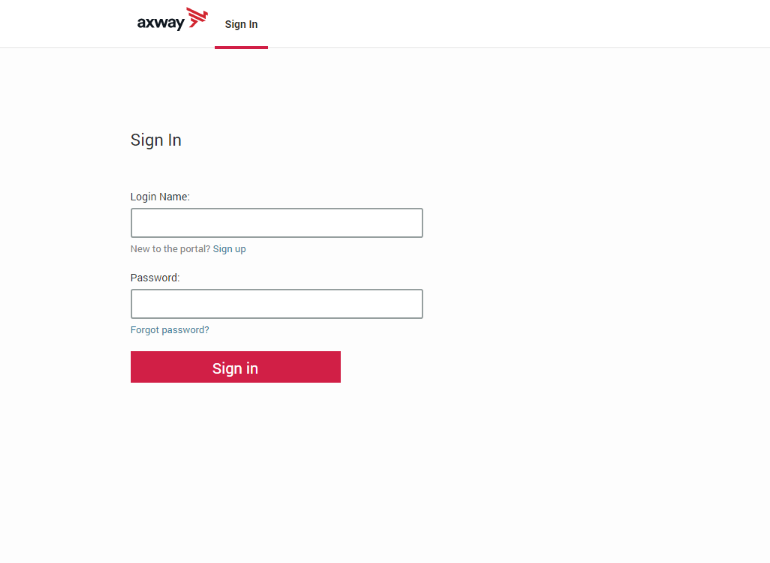 axway
Sign In
Sign In
Login Name:
New to the portal? Sign up
Password:
Forgot password?
Sign in